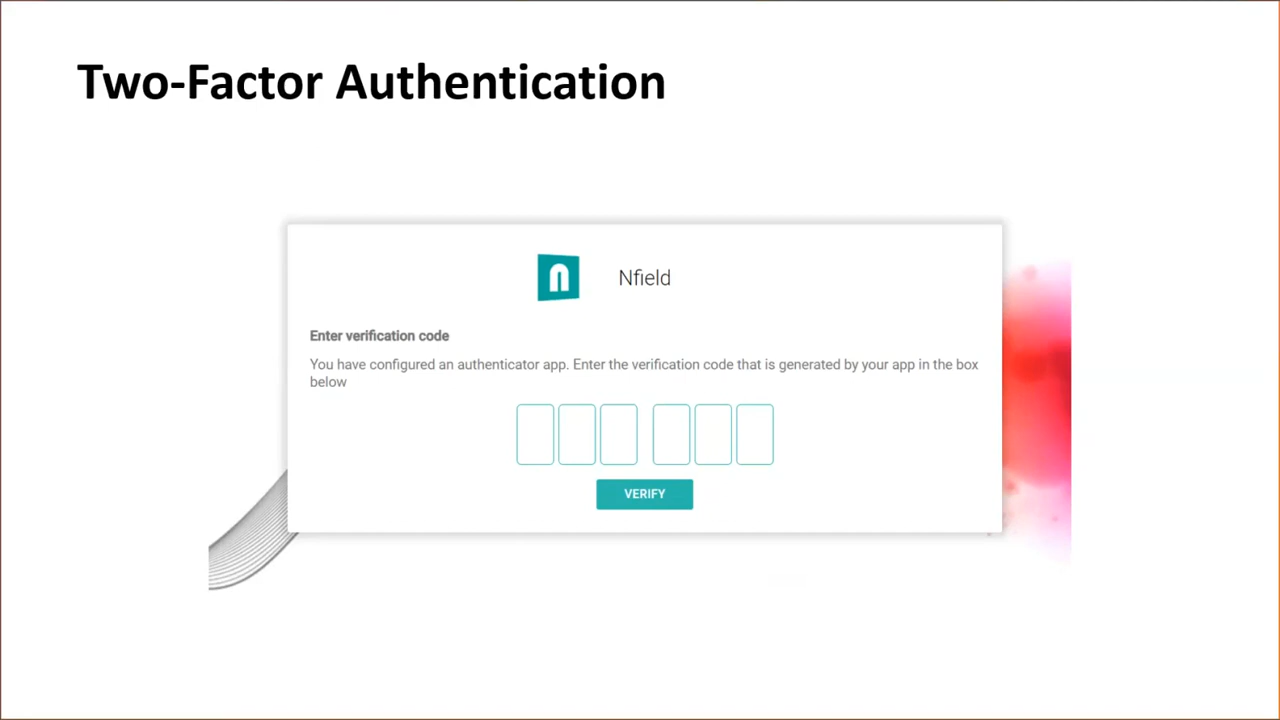 Two-Factor Authentication
n Nfield
Enter verification code
You have configured an authenticator app. Enter the verification code that is generated by your app in the box
below
VERIFY